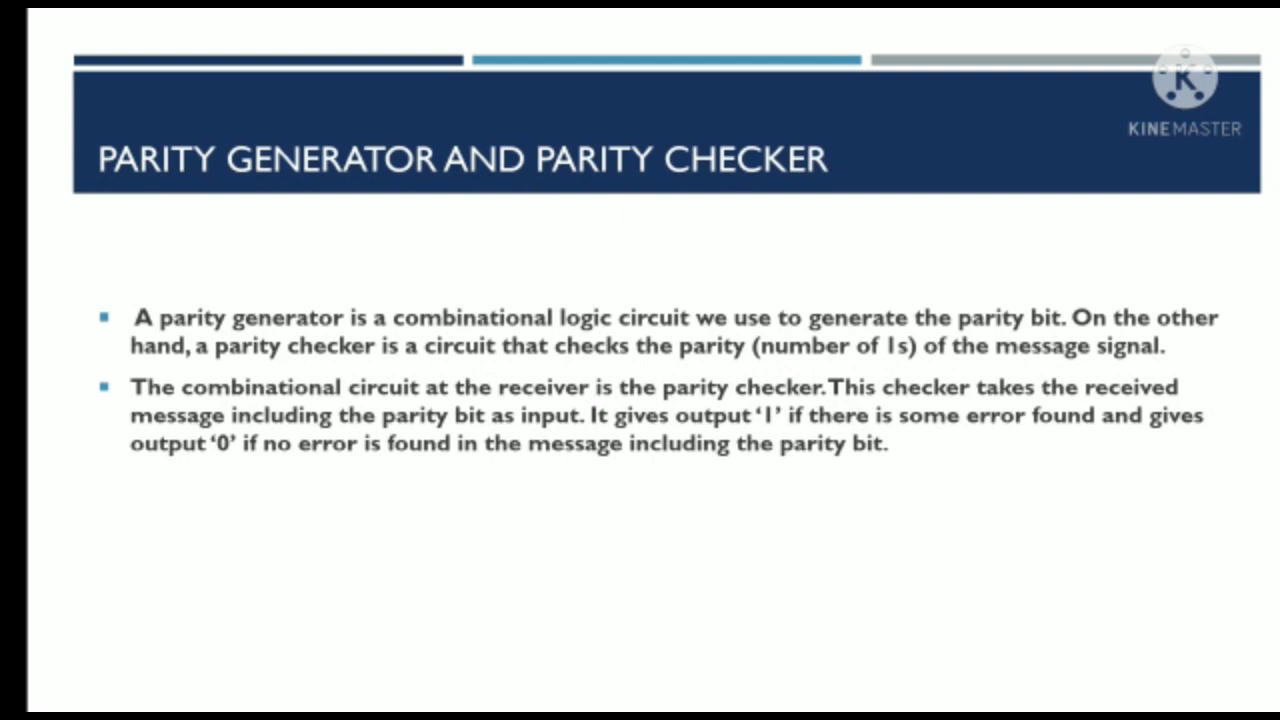 K
KINEMASTER
PARITY GENERATOR AND PARITY CHECKER
A parity generator is a combinational logic circuit we use to generate the parity bit. On the other
hand, a parity checker is a circuit that checks the parity (number of 1s) of the message signal.
The combinational circuit at the receiver is the parity checker. This checker takes the received
message including the parity bit as input. It gives output ‘1’ if there is some error found and gives
output ‘0’ if no error is found in the message including the parity bit.